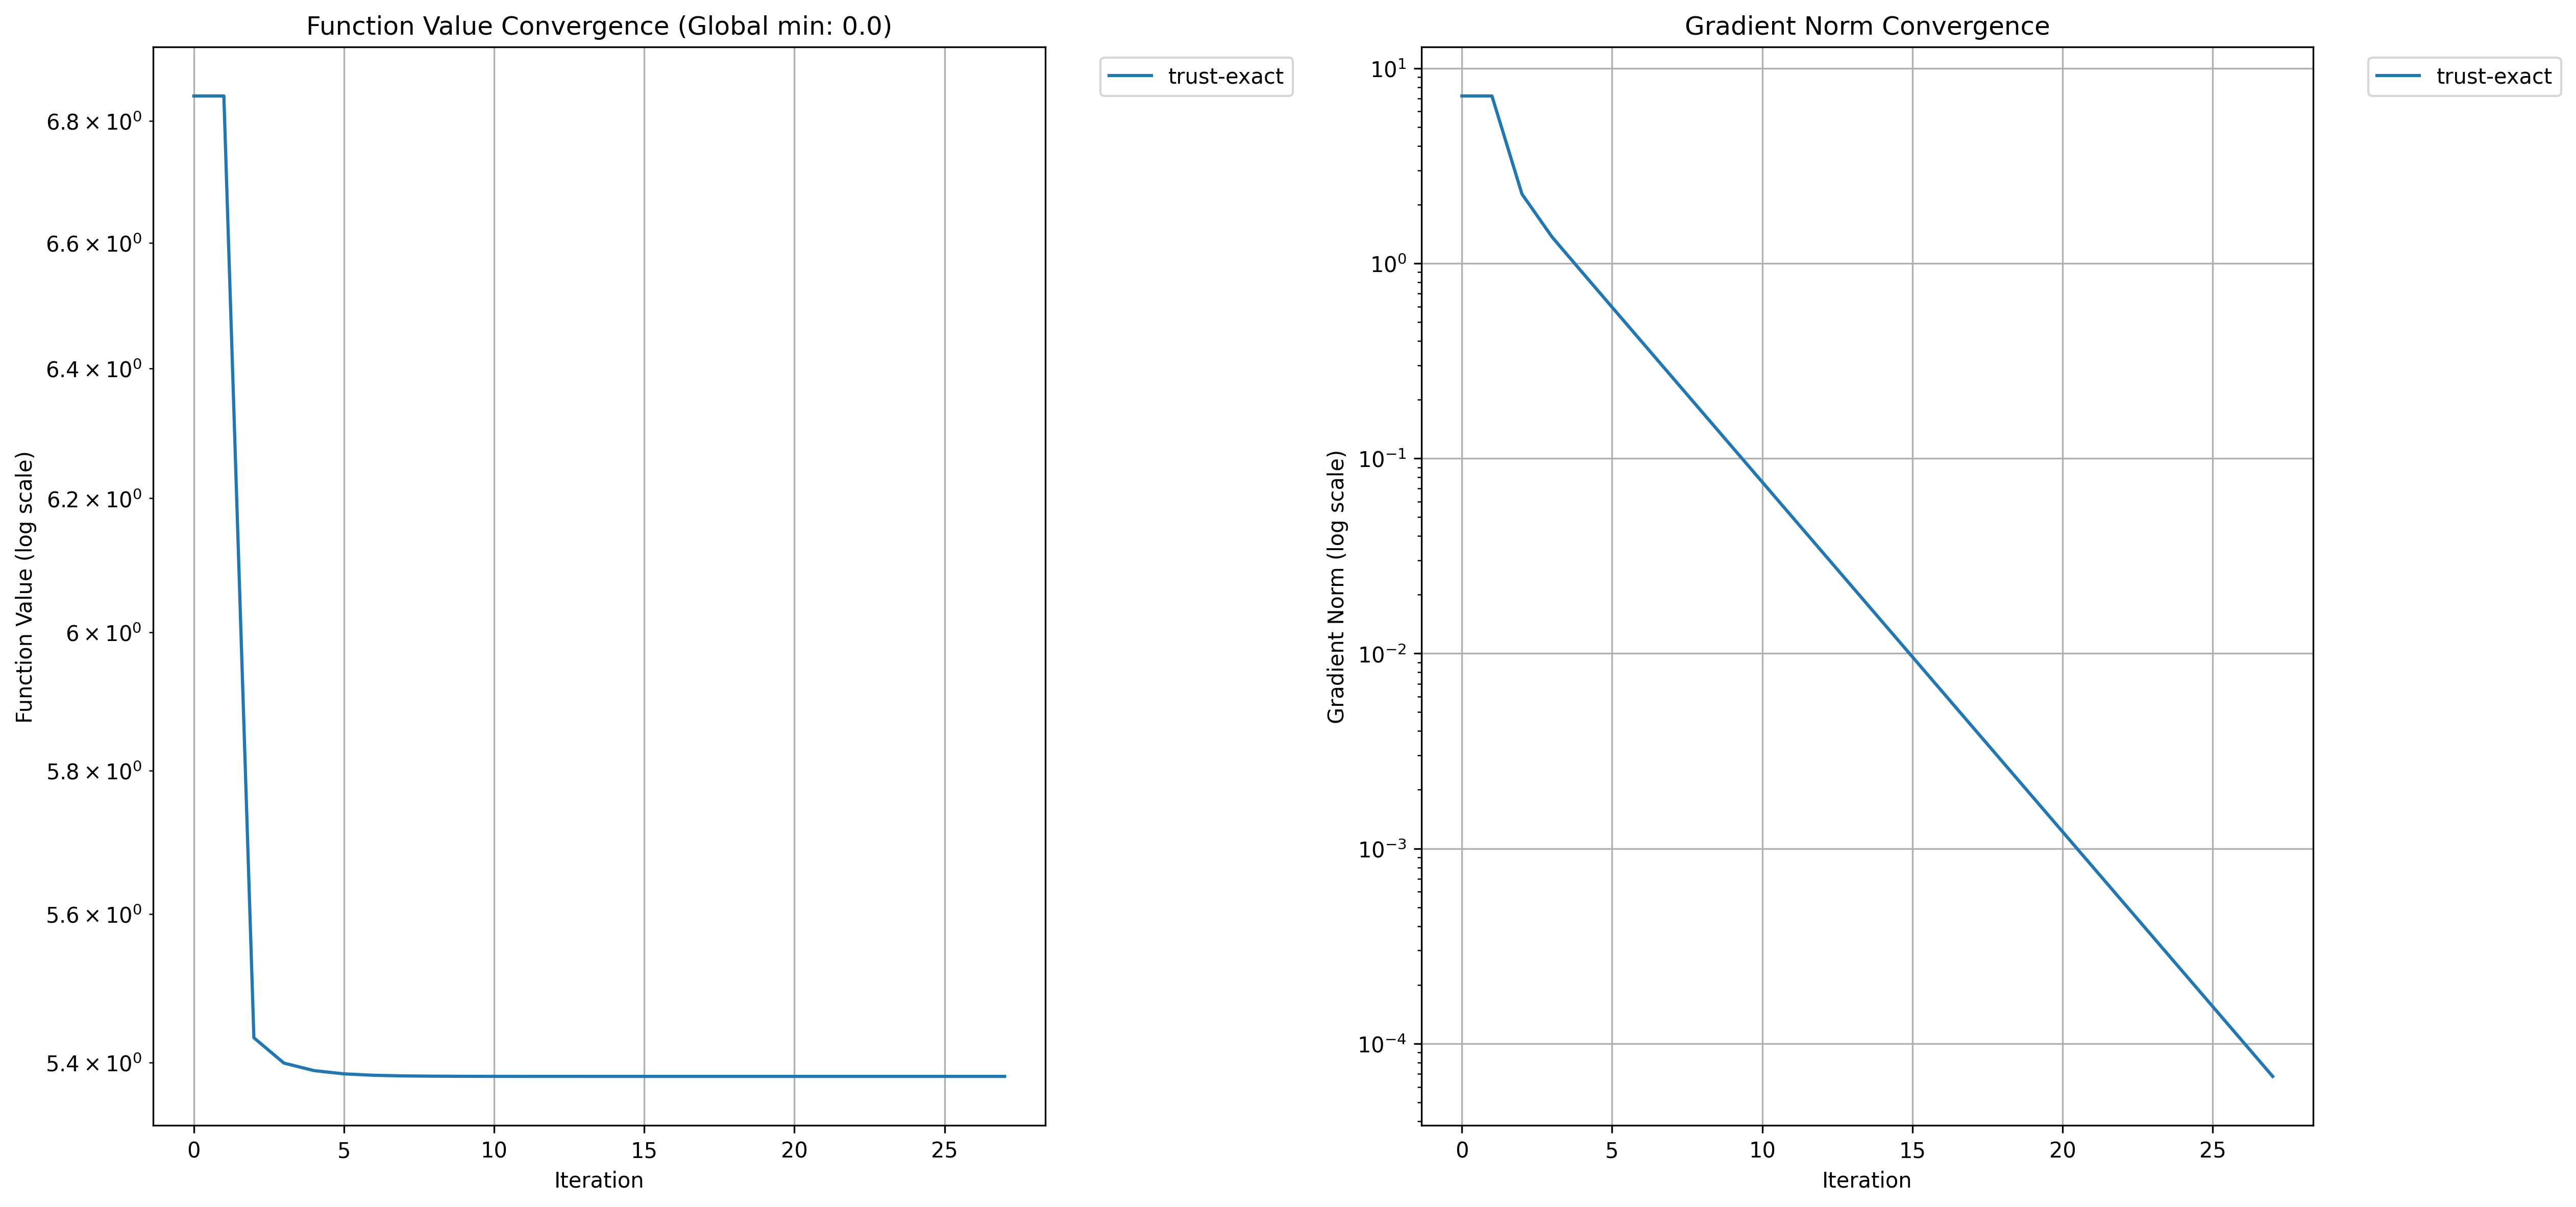 Function Value Convergence (Global min: 0.0)
trust-exact
6.8 × 10⁰
6.6 × 10⁰
6.4 × 10⁰
6.2 × 10⁰
6 × 10⁰
5.8 × 10⁰
5.6 × 10⁰
5.4 × 10⁰
Function Value (log scale)
0 5 10 15 20 25
Iteration
Gradient Norm Convergence
trust-exact
10¹
10⁰
10⁻¹
10⁻²
10⁻³
10⁻⁴
Gradient Norm (log scale)
0 5 10 15 20 25
Iteration